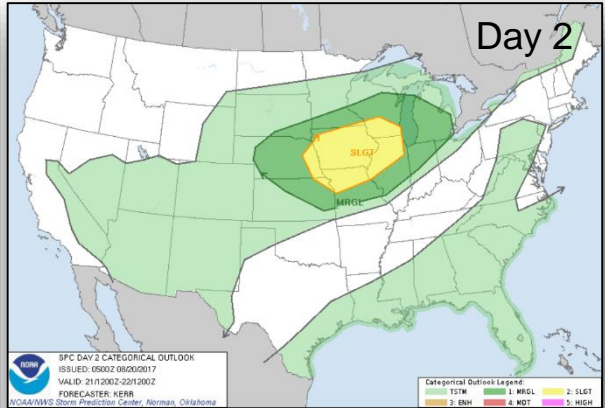 Day 2
SLGT
MRGL
NOAA
SPC DAY 2 CATEGORICAL OUTLOOK
ISSUED: 0500Z 08/20/2017
VALID: 21/1200Z-22/1200Z
FORECASTER: KERR
NOAA/NWS Storm Prediction Center, Norman, Oklahoma
Categorical Outlook Legend:
TSTM 1: MRGL 2: SLGT
3: ENH 4: MDT 5: HIGH